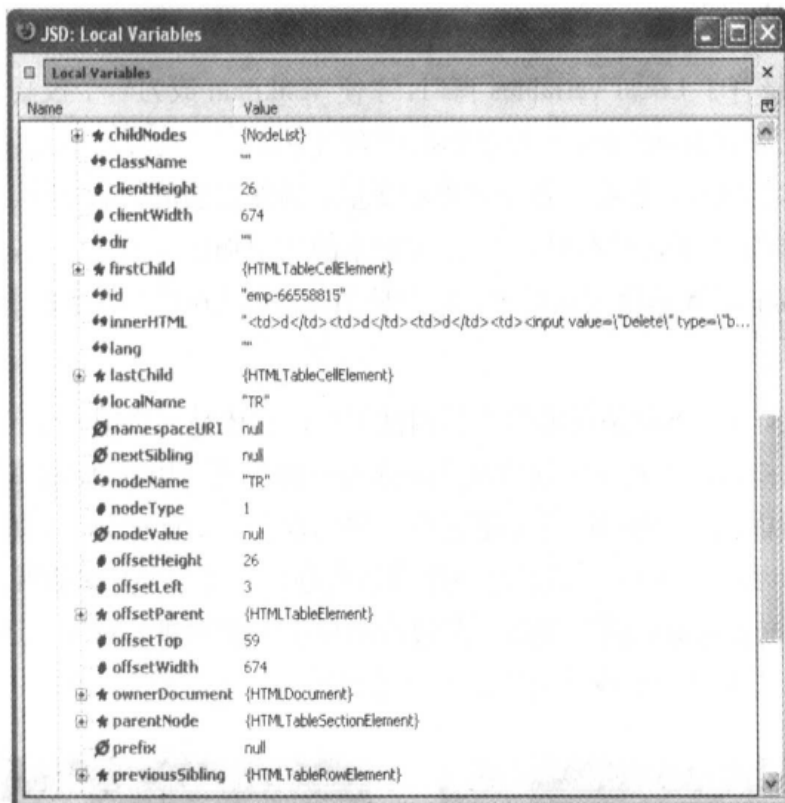 JSD: Local Variables
Local Variables
Name Value
childNodes {NodeList}
className ""
clientHeight 26
clientWidth 674
dir ""
firstChild {HTMLTableCellElement}
id "emp-66558815"
innerHTML "<td>d</td><td>d</td><td>d</td><td><input value=\"Delete\" type=\"b...
lang ""
lastChild {HTMLTableCellElement}
localName "TR"
namespaceURI null
nextSibling null
nodeName "TR"
nodeType 1
nodeValue null
offsetHeight 26
offsetLeft 3
offsetParent {HTMLTableElement}
offsetTop 59
offsetWidth 674
ownerDocument {HTMLDocument}
parentNode {HTMLTableSectionElement}
prefix null
previousSibling {HTMLTableRowElement}